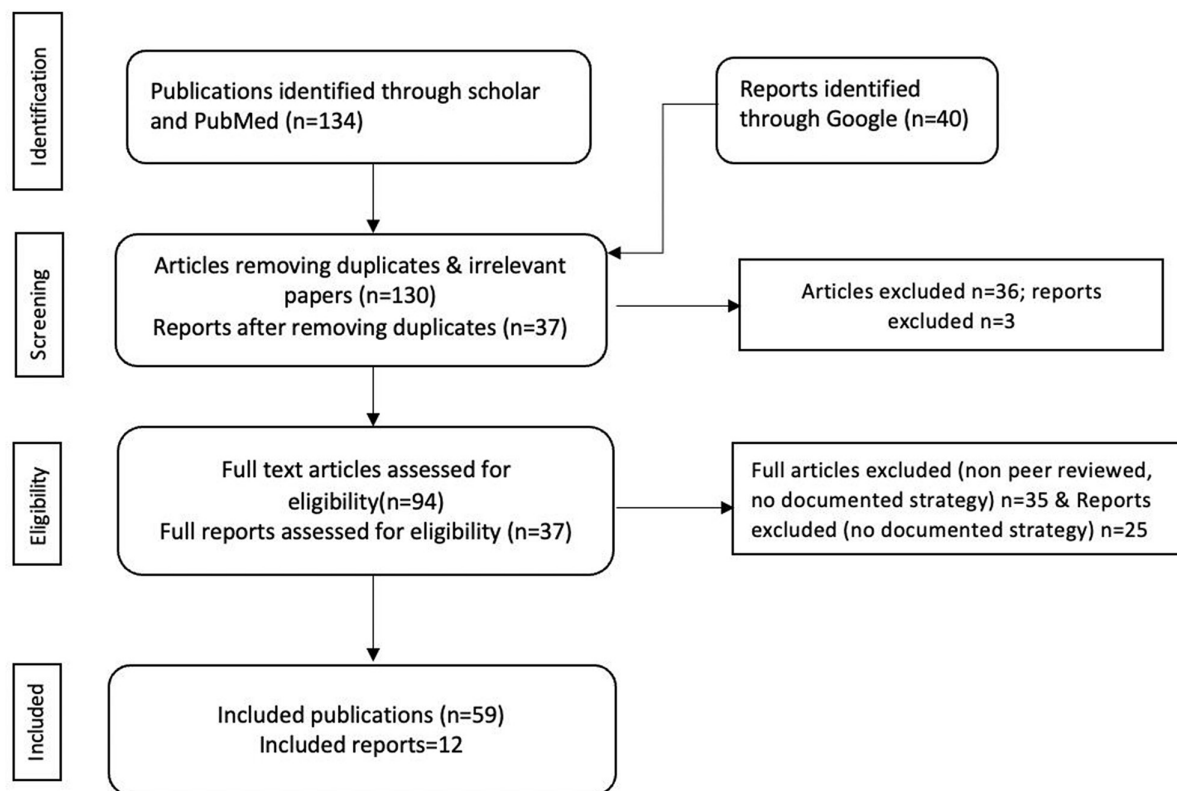 Identification
Publications identified through scholar
and PubMed (n=134)
Reports identified
through Google (n=40)
Screening
Articles removing duplicates & irrelevant
papers (n=130)
Reports after removing duplicates (n=37)
Articles excluded n=36; reports
excluded n=3
Eligibility
Full text articles assessed for
eligibility(n=94)
Full reports assessed for eligibility (n=37)
Full articles excluded (non peer reviewed,
no documented strategy) n=35 & Reports
excluded (no documented strategy) n=25
Included
Included publications (n=59)
Included reports=12